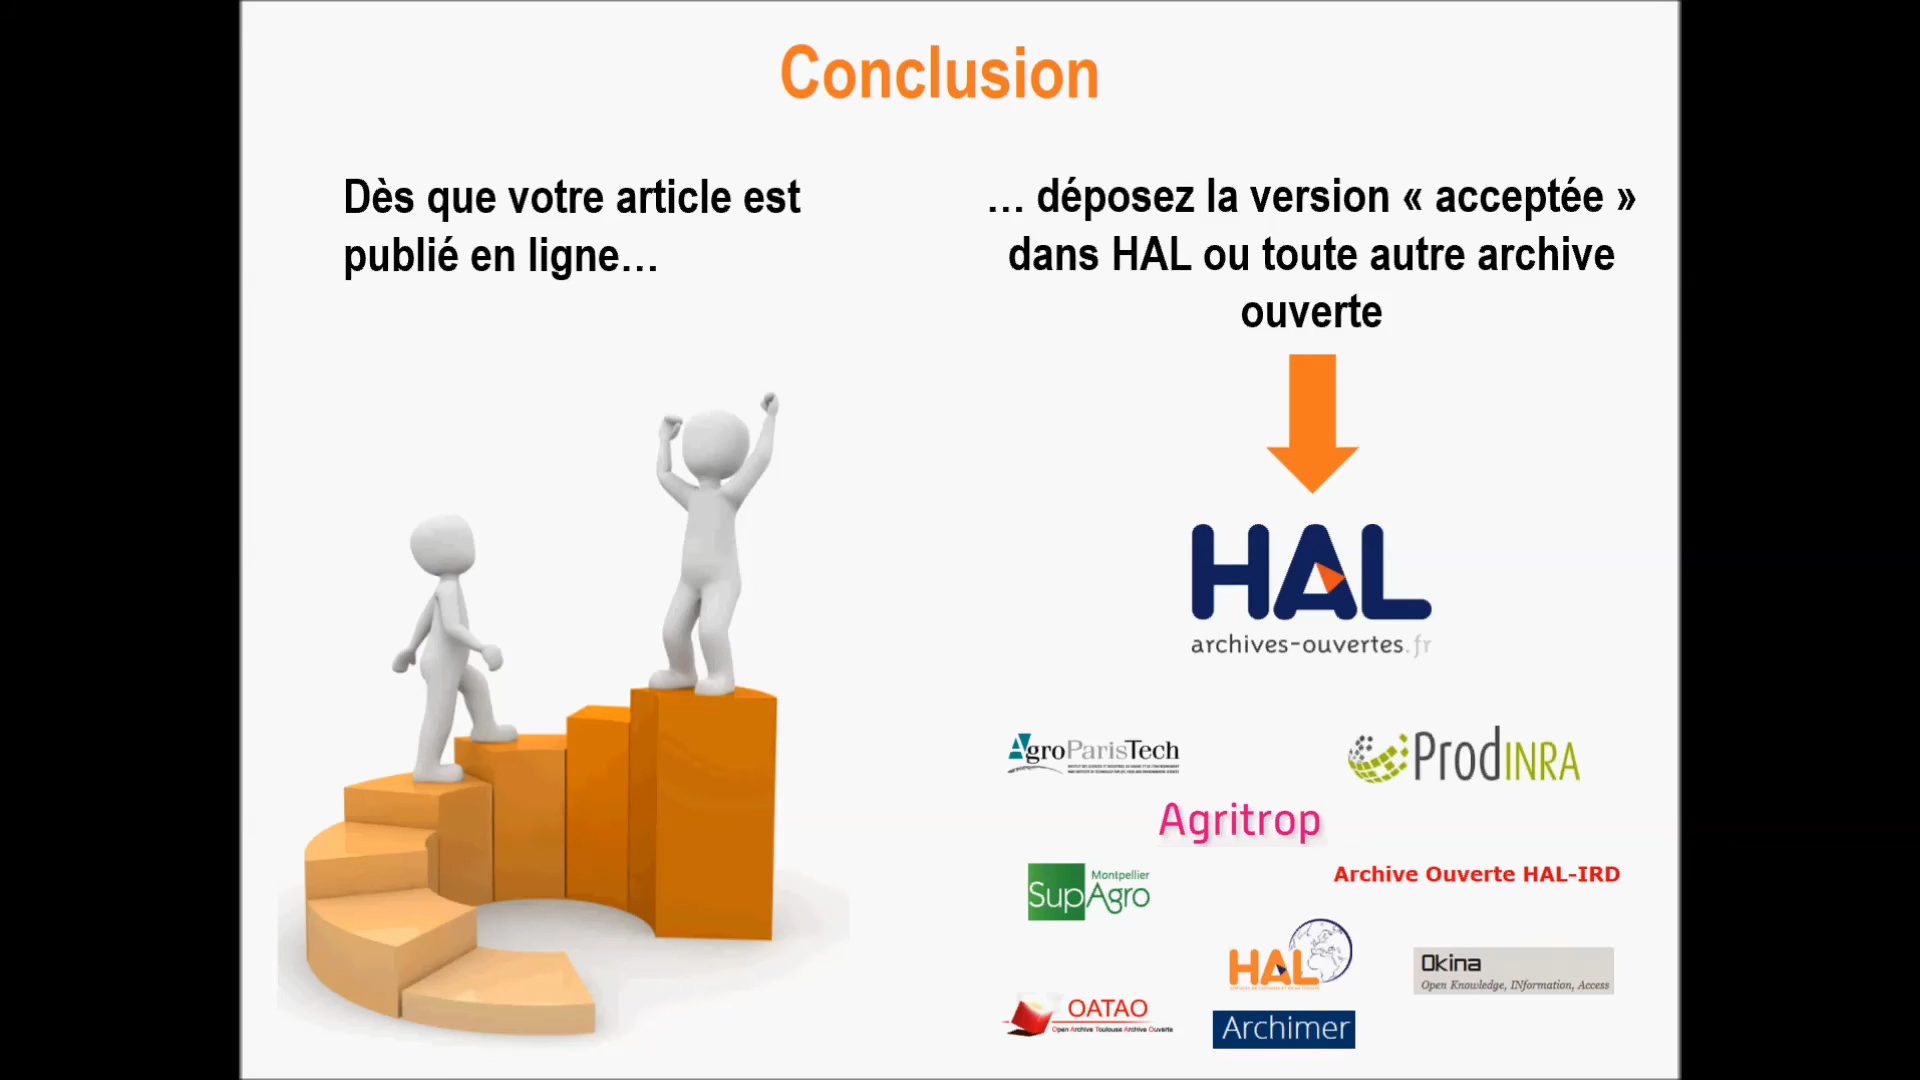 Conclusion
Dès que votre article est
publié en ligne…
… déposez la version « acceptée »
dans HAL ou toute autre archive
ouverte
HAL
archives-ouvertes.fr
AgroParisTech
ProdINRA
Agritrop
Montpellier
SupAgro
Archive Ouverte HAL-IRD
HAL
Okina
Open Knowledge, INformation, Access
OATAO
Open Archive Toulouse Archive Ouverte
Archimer